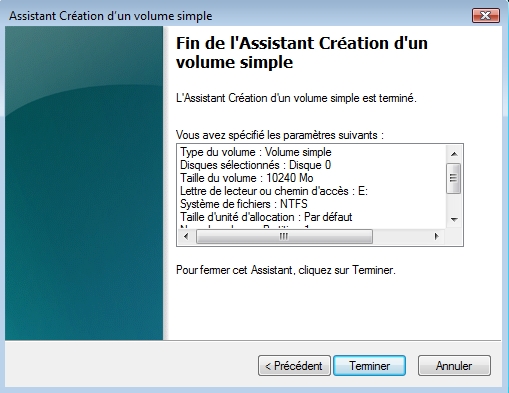 Assistant Création d'un volume simple
Fin de l'Assistant Création d'un
volume simple
L'Assistant Création d'un volume simple est terminé.
Vous avez spécifié les paramètres suivants :
Type du volume : Volume simple
Disques sélectionnés : Disque 0
Taille du volume : 10240 Mo
Lettre de lecteur ou chemin d'accès : E:
Système de fichiers : NTFS
Taille d'unité d'allocation : Par défaut
Pour fermer cet Assistant, cliquez sur Terminer.
< Précédent
Terminer
Annuler